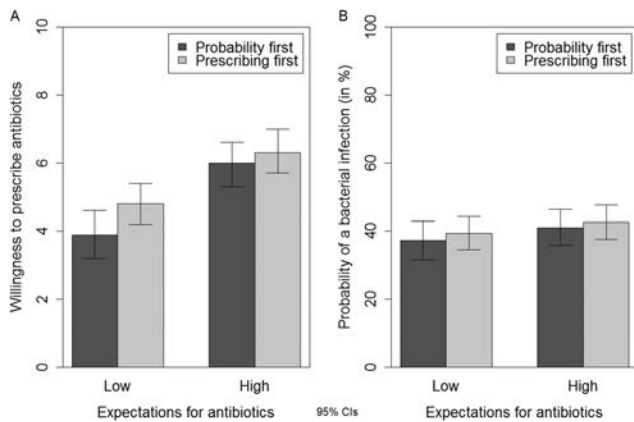 A
Willingness to prescribe antibiotics
10
8
6
4
2
0
Probability first
Prescribing first
Low
High
Expectations for antibiotics
95% CIs
B
Probability of a bacterial infection (in %)
100
80
60
40
20
0
Probability first
Prescribing first
Low
High
Expectations for antibiotics